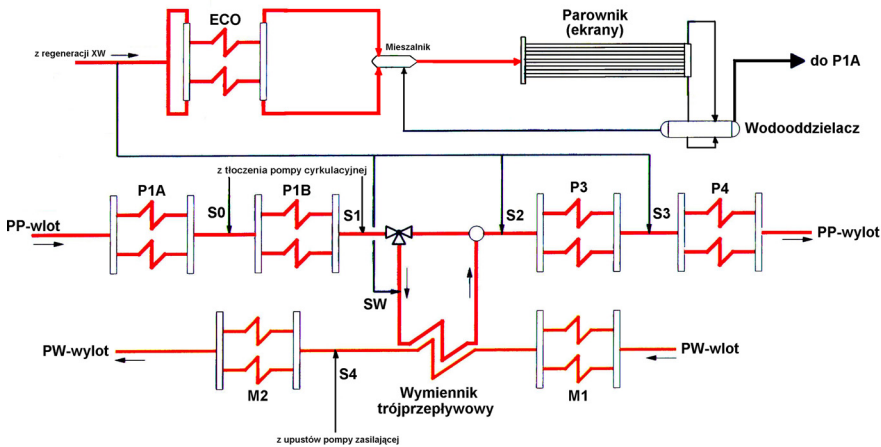 ECO
Parownik
(ekrany)
z regeneracji XW
Mieszalnik
do P1A
Wodooddzielacz
z tłoczenia pompy cyrkulacyjnej
P1A
S0
P1B
S1
S2
P3
S3
P4
PP-wlot
PP-wylot
SW
PW-wylot
M2
S4
Wymiennik
trójprzepływowy
M1
PW-wlot
z upustów pompy zasilającej